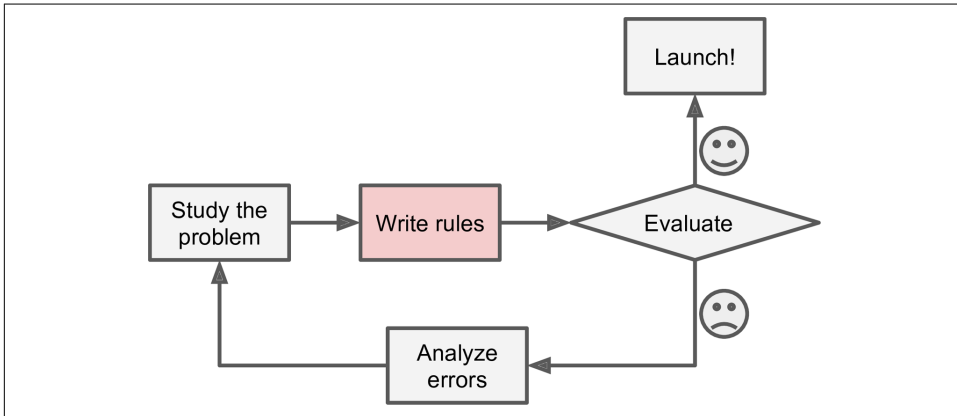 Launch!
Study the
problem
Write rules
Evaluate
Analyze
errors